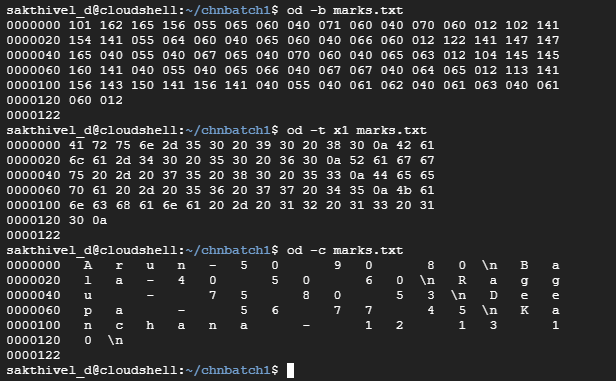 sakthivel_d@cloudshell:~/chnbatch1$ od -b marks.txt
0000000 101 162 165 156 055 065 060 040 071 060 040 070 060 012 102 141
0000020 154 141 055 064 060 040 065 060 040 066 060 012 122 141 147 147
0000040 165 040 055 040 067 065 040 070 060 040 065 063 012 104 145 145
0000060 160 141 040 055 040 065 066 040 067 067 040 064 065 012 113 141
0000100 156 143 150 141 156 141 040 055 040 061 062 040 061 063 040 061
0000120 060 012
0000122
sakthivel_d@cloudshell:~/chnbatch1$ od -t x1 marks.txt
0000000 41 72 75 6e 2d 35 30 20 39 30 20 38 30 0a 42 61
0000020 6c 61 2d 34 30 20 35 30 20 36 30 0a 52 61 67 67
0000040 75 20 2d 20 37 35 20 38 30 20 35 33 0a 44 65 65
0000060 70 61 20 2d 20 35 36 20 37 37 20 34 35 0a 4b 61
0000100 6e 63 68 61 6e 61 20 2d 20 31 32 20 31 33 20 31
0000120 30 0a
0000122
sakthivel_d@cloudshell:~/chnbatch1$ od -c marks.txt
0000000 A r u n - 5 0 9 0 8 0 \n B a
0000020 l a - 4 0 5 0 6 0 \n R a g g
0000040 u - 7 5 8 0 5 3 \n D e e
0000060 p a - 5 6 7 7 4 5 \n K a
0000100 n c h a n a - 1 2 1 3 1
0000120 0 \n
0000122
sakthivel_d@cloudshell:~/chnbatch1$